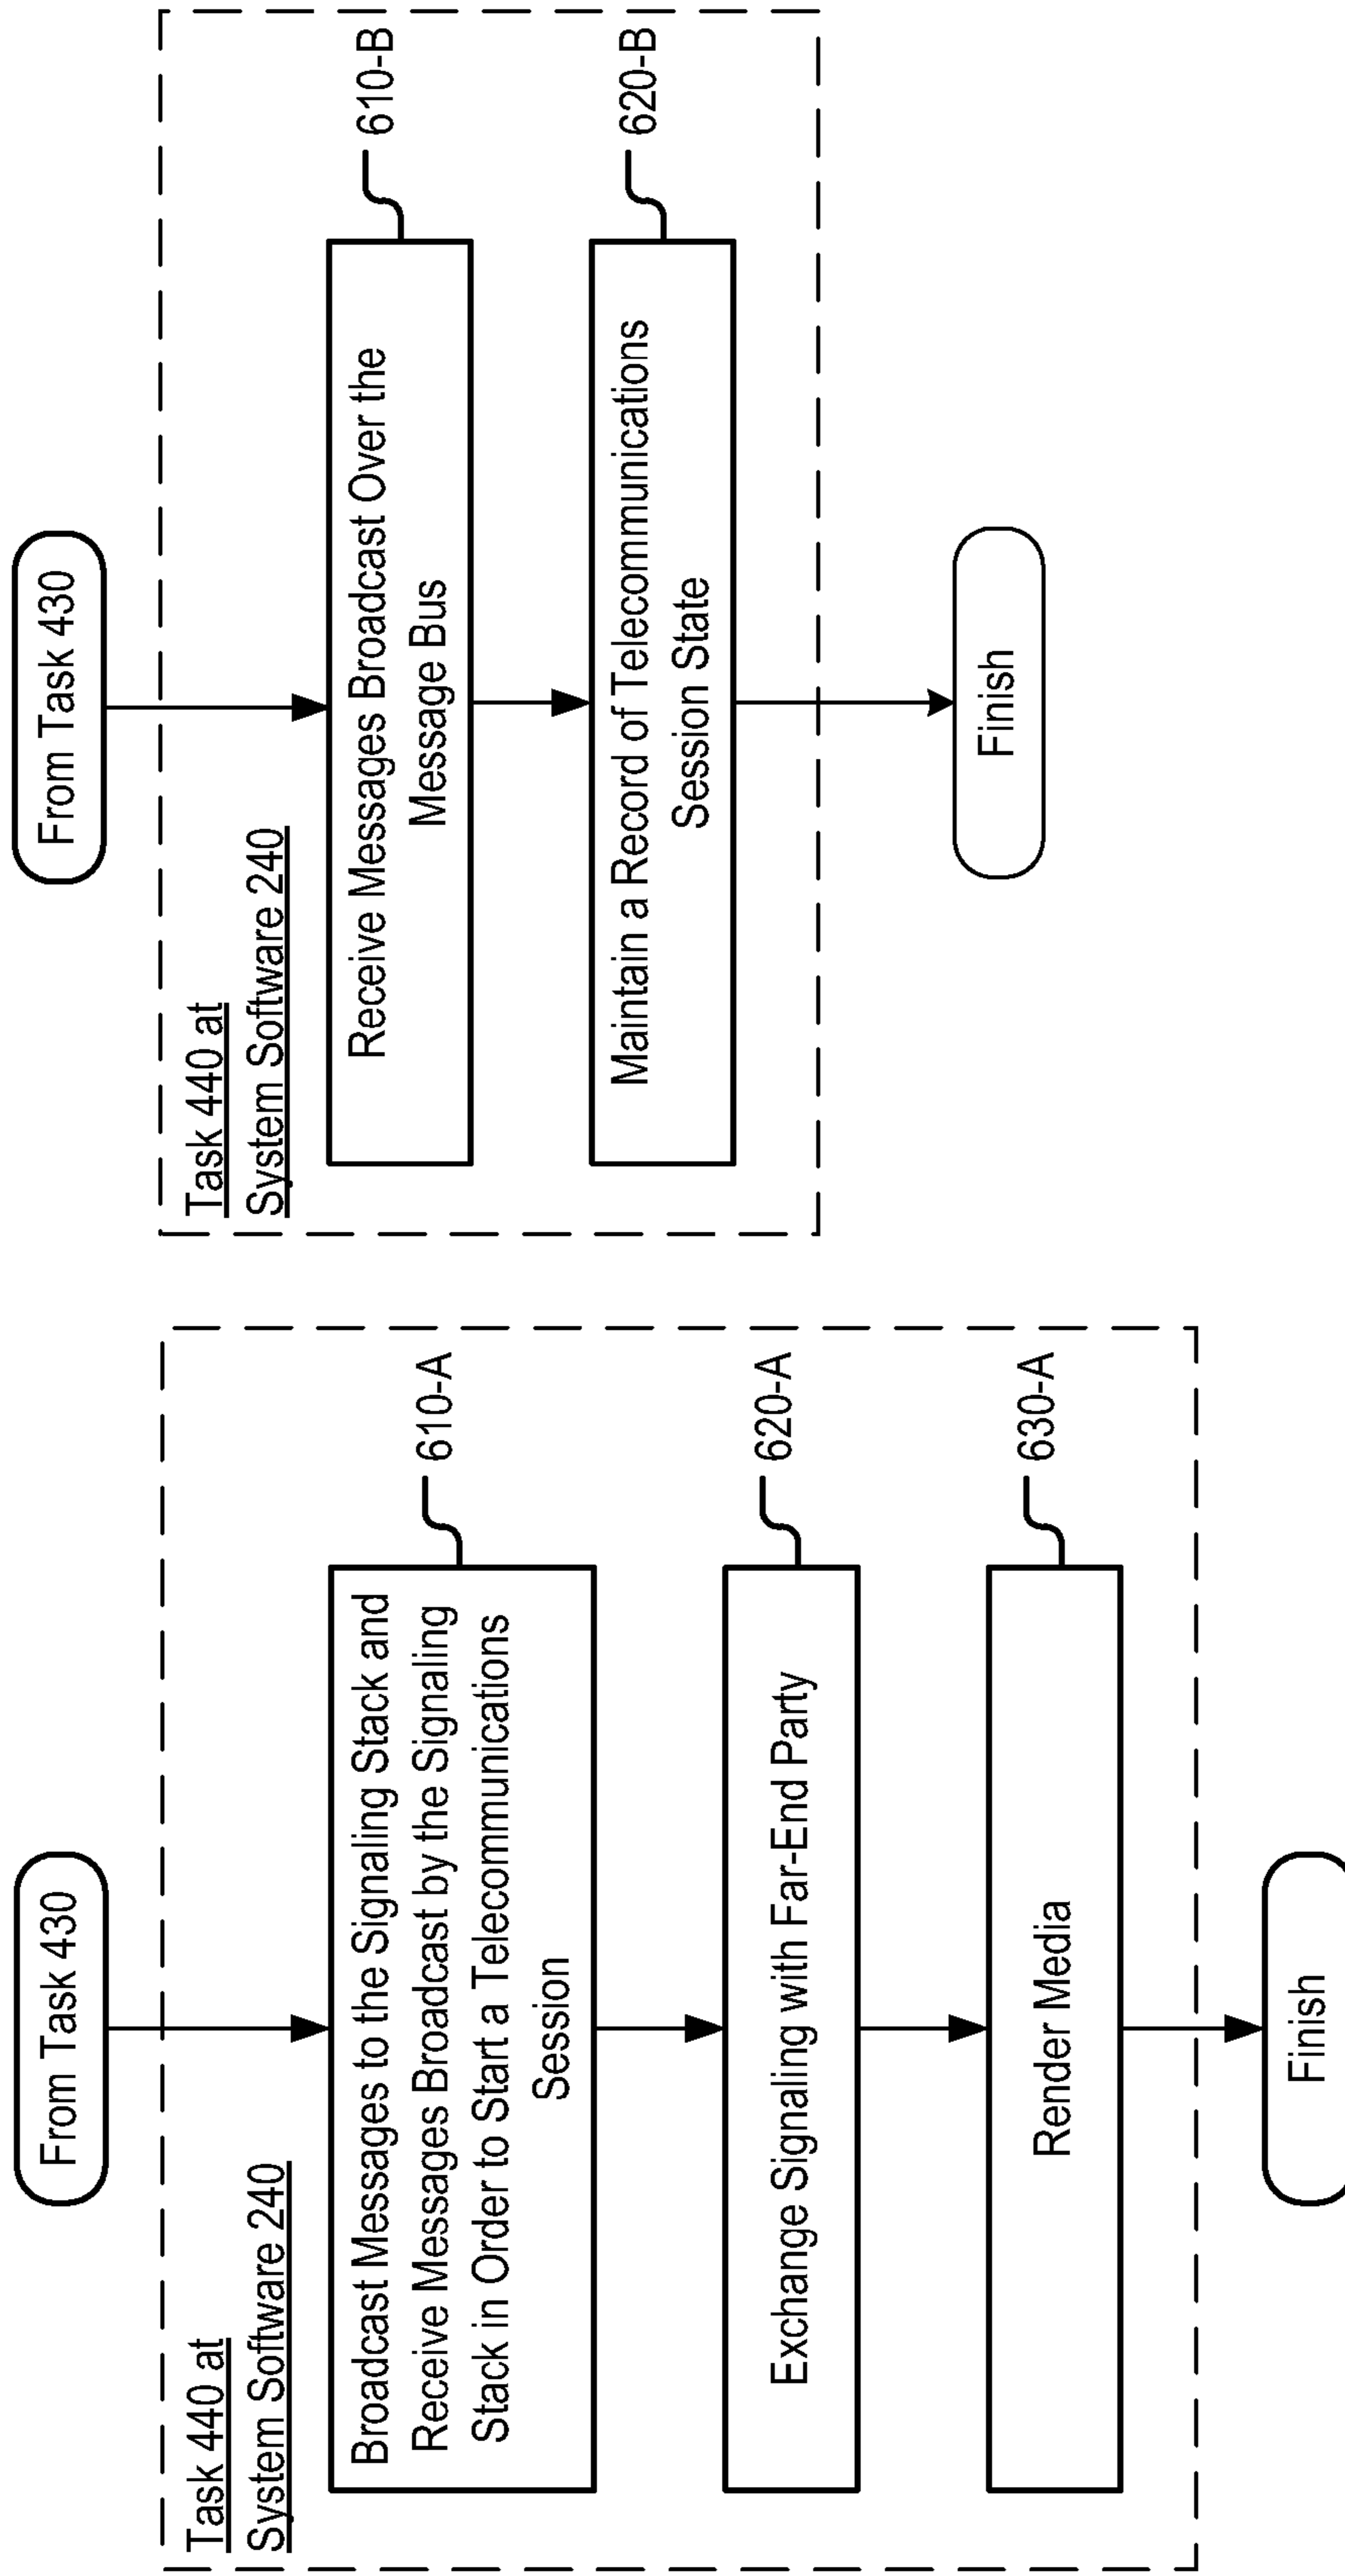 From Task 430
Task 440 at
System Software 240
Broadcast Messages to the Signaling Stack and
Receive Messages Broadcast by the Signaling
Stack in Order to Start a Telecommunications
Session
610-A
Exchange Signaling with Far-End Party
620-A
Render Media
630-A
Finish
From Task 430
Task 440 at
System Software 240
Receive Messages Broadcast Over the
Message Bus
610-B
Maintain a Record of Telecommunications
Session State
620-B
Finish